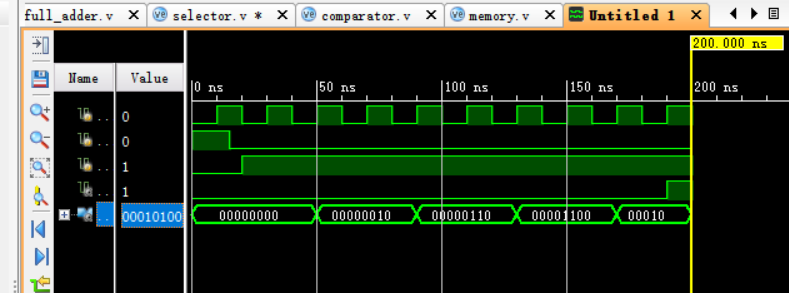 full_adder.v selector.v * comparator.v memory.v Untitled 1
200.000 ns
Name Value 0 ns 50 ns 100 ns 150 ns 200 ns
.. 0
.. 0
.. 1
.. 1
.. 00010100 00000000 00000010 00000110 00001100 00010